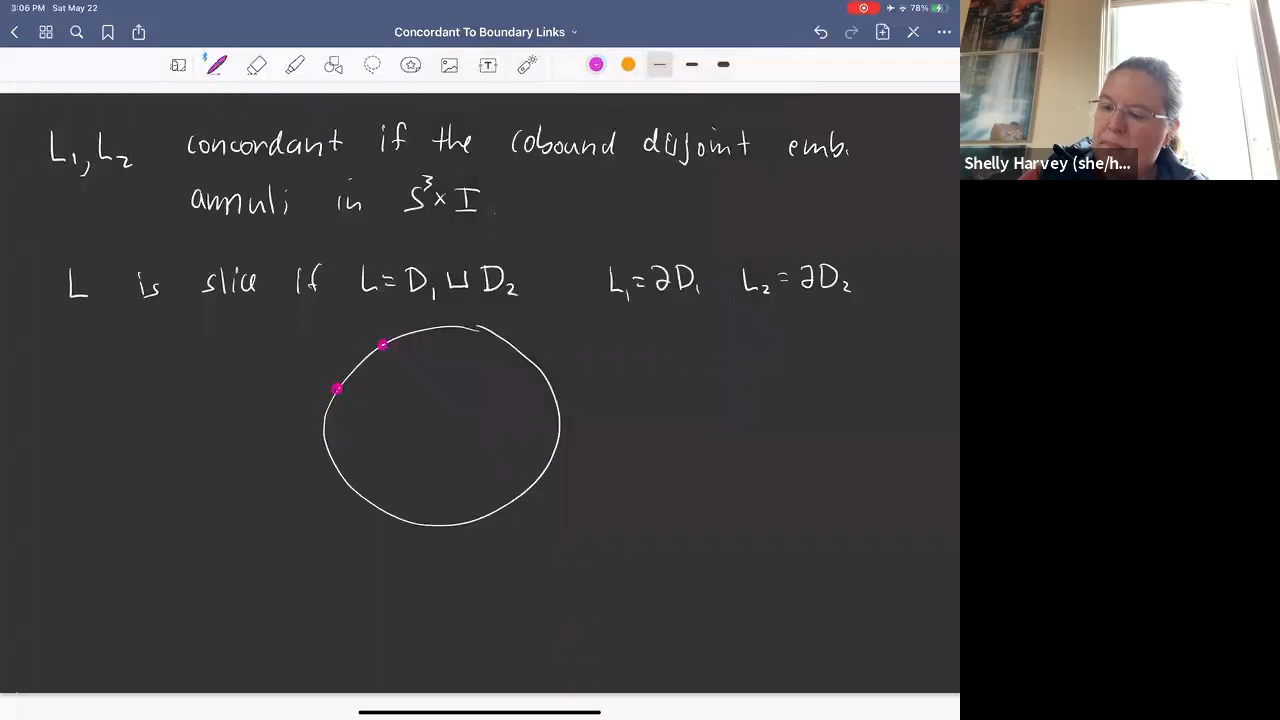 3:06 PM Sat May 22
78%
Concordant To Boundary Links
L₁, L₂ concordant if the cobound disjoint emb.
annuli in S³ × I.
L is slice if L = D₁ ⊔ D₂ L₁ = ∂D₁ L₂ = ∂D₂
Shelly Harvey (she/h...